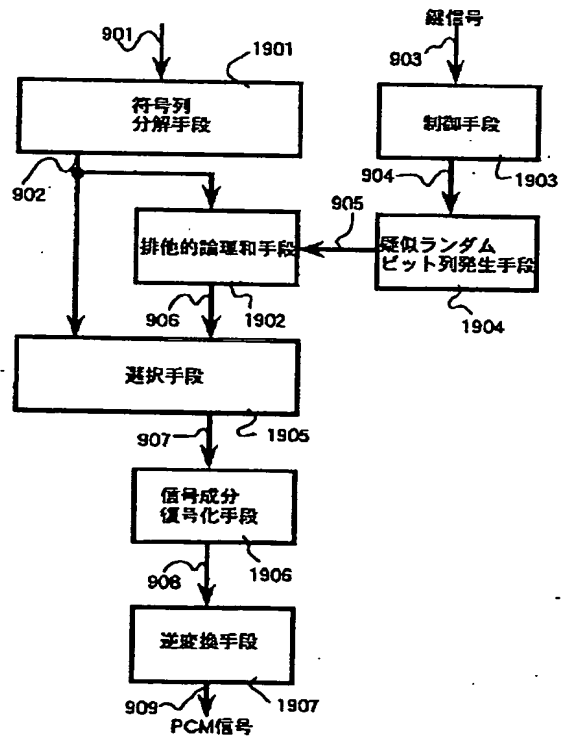 901
1901
鍵信号
903
符号列
分解手段
制御手段
902
904
1903
905
排他的論理和手段
疑似ランダム
ビット列発生手段
906
1902
1904
選択手段
907
1905
信号成分
復号化手段
908
1906
逆変換手段
909
1907
PCM信号